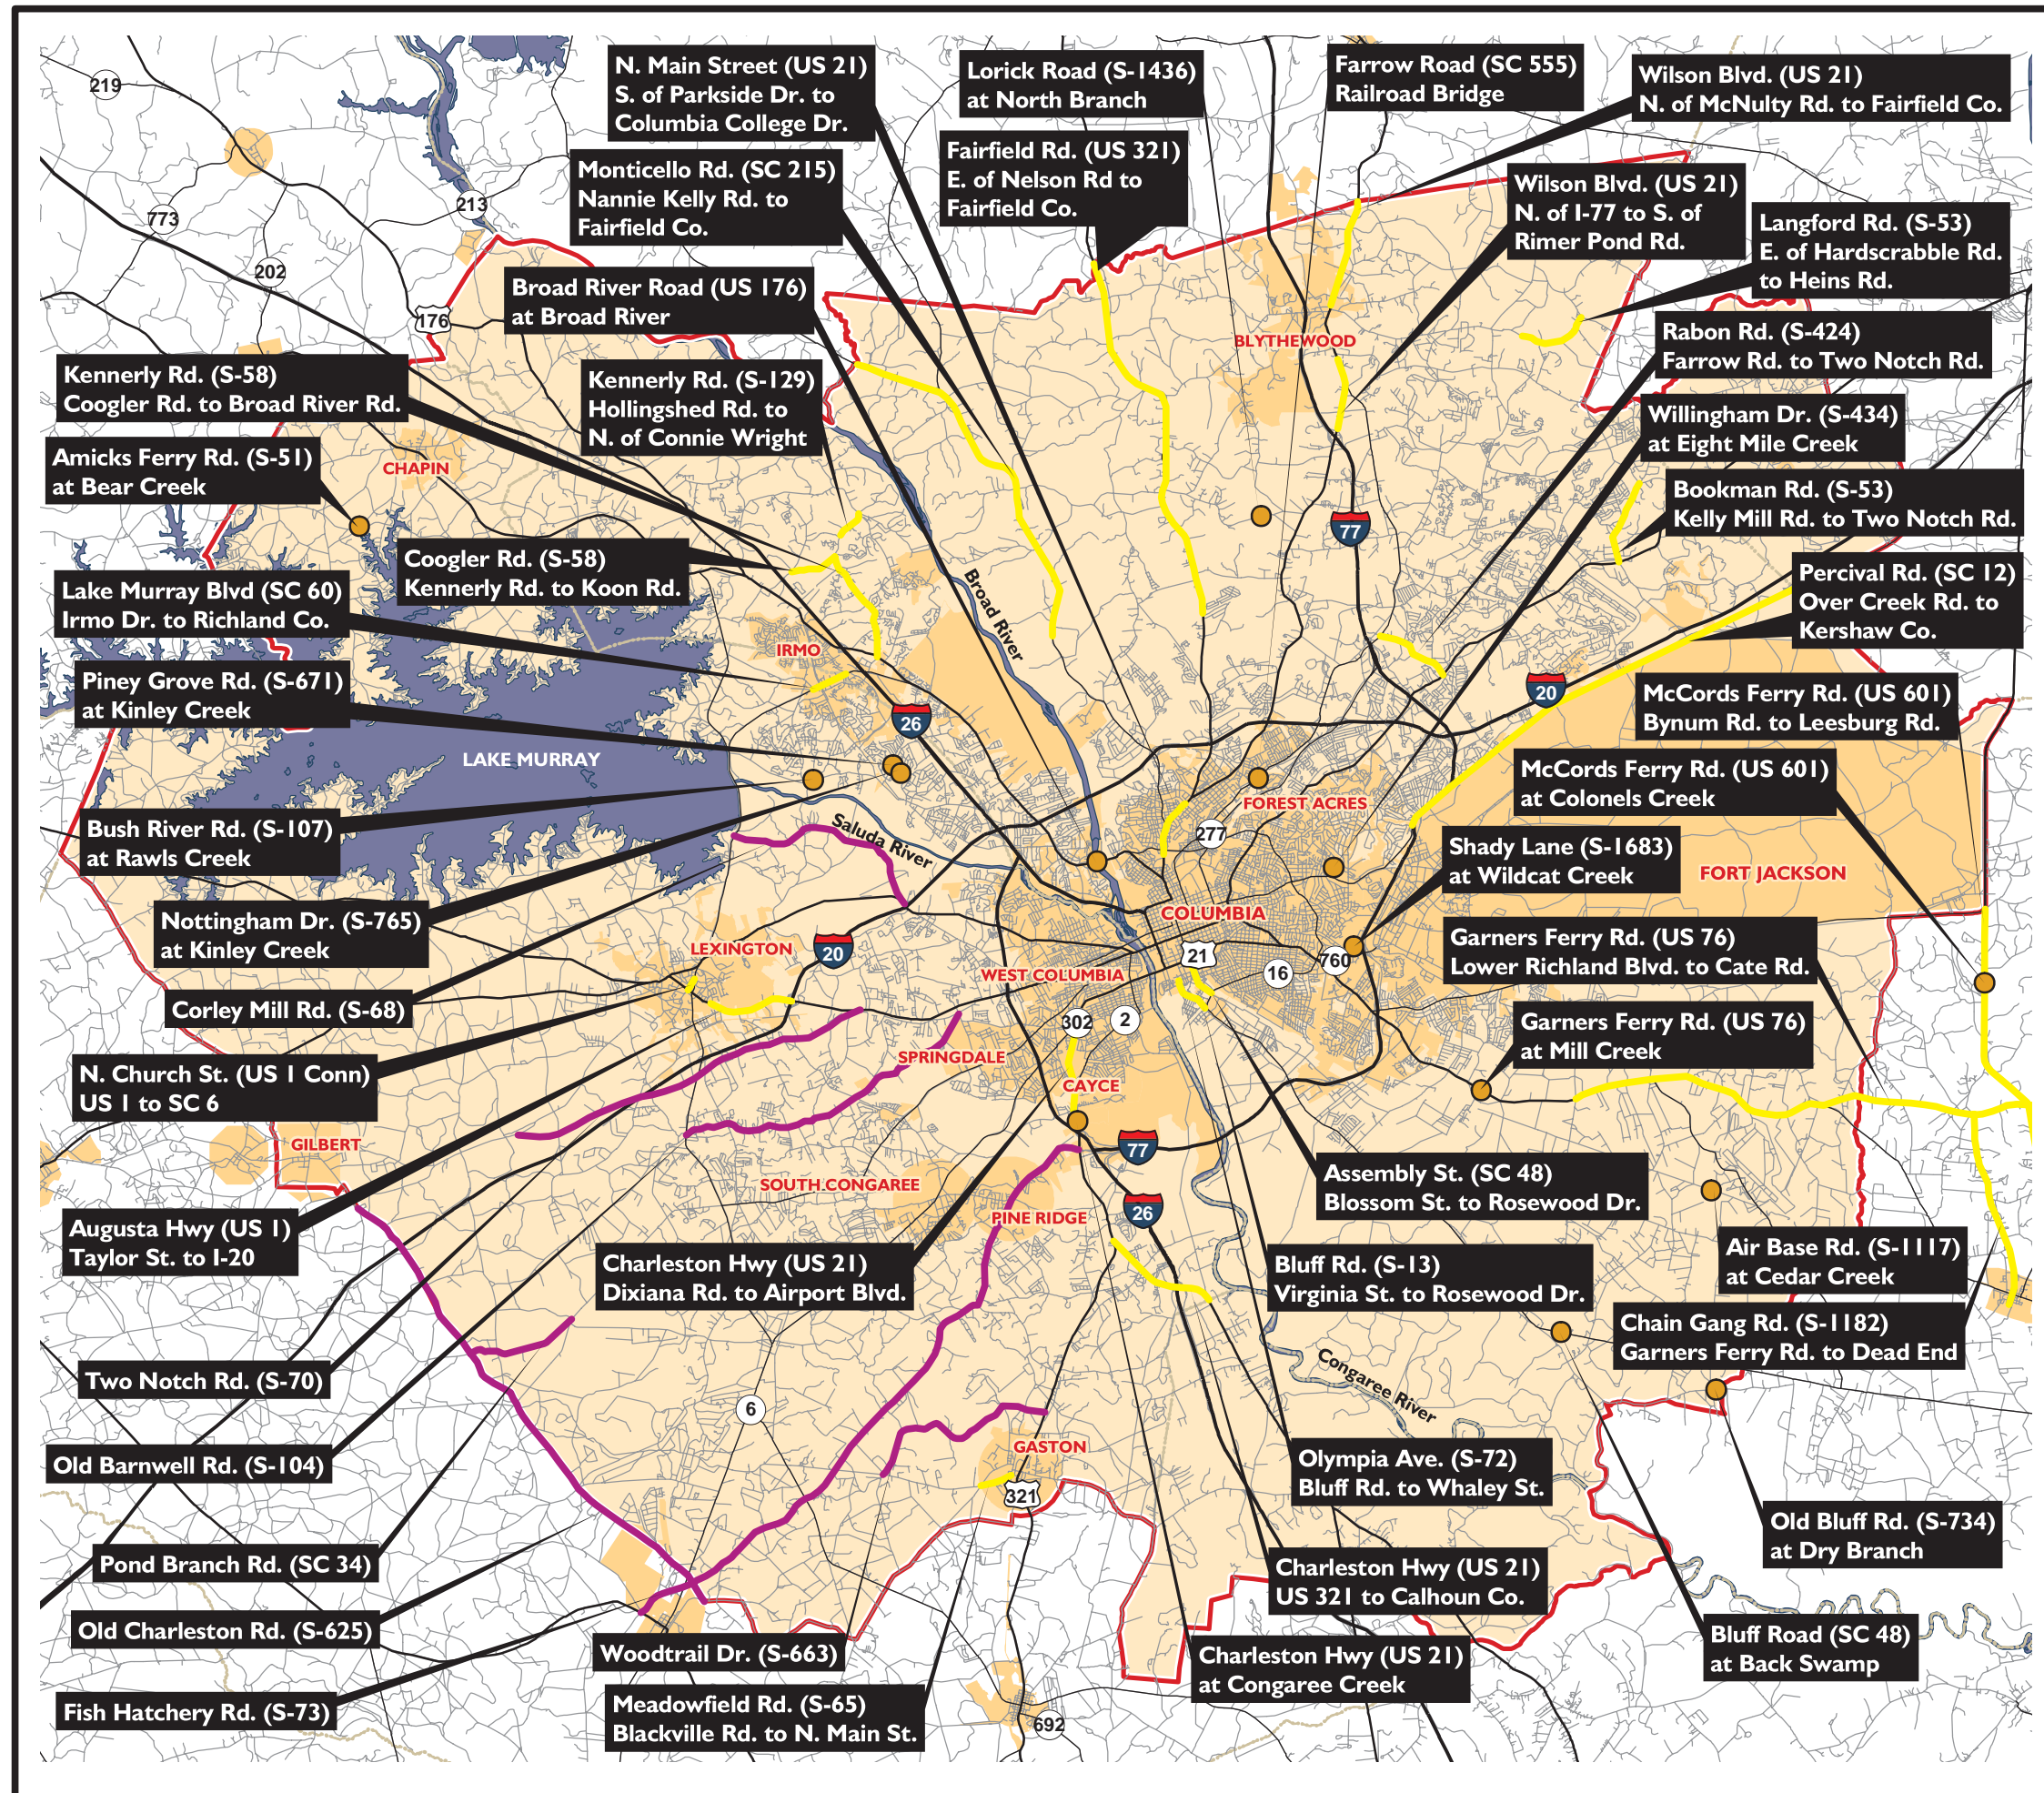 N. Main Street (US 21)
S. of Parkside Dr. to
Columbia College Dr.
Lorick Road (S-1436)
at North Branch
Farrow Road (SC 555)
Railroad Bridge
Wilson Blvd. (US 21)
N. of McNulty Rd. to Fairfield Co.
219
Monticello Rd. (SC 215)
Nannie Kelly Rd. to
Fairfield Co.
Fairfield Rd. (US 321)
E. of Nelson Rd to
Fairfield Co.
Wilson Blvd. (US 21)
N. of I-77 to S. of
Rimer Pond Rd.
Langford Rd. (S-53)
E. of Hardscrabble Rd.
to Heins Rd.
773
213
202
176
Broad River Road (US 176)
at Broad River
BLYTHEWOOD
Rabon Rd. (S-424)
Farrow Rd. to Two Notch Rd.
Kennerly Rd. (S-58)
Coogler Rd. to Broad River Rd.
Kennerly Rd. (S-129)
Hollingshed Rd. to
N. of Connie Wright
Willingham Dr. (S-434)
at Eight Mile Creek
Amicks Ferry Rd. (S-51)
at Bear Creek
CHAPIN
Bookman Rd. (S-53)
Kelly Mill Rd. to Two Notch Rd.
77
Coogler Rd. (S-58)
Kennerly Rd. to Koon Rd.
Broad River
Percival Rd. (SC 12)
Over Creek Rd. to
Kershaw Co.
Lake Murray Blvd (SC 60)
Irmo Dr. to Richland Co.
IRMO
Piney Grove Rd. (S-671)
at Kinley Creek
26
20
McCords Ferry Rd. (US 601)
Bynum Rd. to Leesburg Rd.
LAKE MURRAY
McCords Ferry Rd. (US 601)
at Colonels Creek
FOREST ACRES
Bush River Rd. (S-107)
at Rawls Creek
Saluda River
277
Shady Lane (S-1683)
at Wildcat Creek
FORT JACKSON
Nottingham Dr. (S-765)
at Kinley Creek
COLUMBIA
LEXINGTON
20
21
760
16
WEST COLUMBIA
Garners Ferry Rd. (US 76)
Lower Richland Blvd. to Cate Rd.
Corley Mill Rd. (S-68)
302
2
Garners Ferry Rd. (US 76)
at Mill Creek
N. Church St. (US 1 Conn)
US 1 to SC 6
SPRINGDALE
CAYCE
GILBERT
77
SOUTH CONGAREE
PINE RIDGE
26
Assembly St. (SC 48)
Blossom St. to Rosewood Dr.
Augusta Hwy (US 1)
Taylor St. to I-20
Charleston Hwy (US 21)
Dixiana Rd. to Airport Blvd.
Bluff Rd. (S-13)
Virginia St. to Rosewood Dr.
Air Base Rd. (S-1117)
at Cedar Creek
Chain Gang Rd. (S-1182)
Garners Ferry Rd. to Dead End
Two Notch Rd. (S-70)
Congaree River
6
Old Barnwell Rd. (S-104)
GASTON
321
Olympia Ave. (S-72)
Bluff Rd. to Whaley St.
Old Bluff Rd. (S-734)
at Dry Branch
Pond Branch Rd. (SC 34)
Charleston Hwy (US 21)
US 321 to Calhoun Co.
Old Charleston Rd. (S-625)
Woodtrail Dr. (S-663)
Charleston Hwy (US 21)
at Congaree Creek
Bluff Road (SC 48)
at Back Swamp
Fish Hatchery Rd. (S-73)
Meadowfield Rd. (S-65)
Blackville Rd. to N. Main St.
692